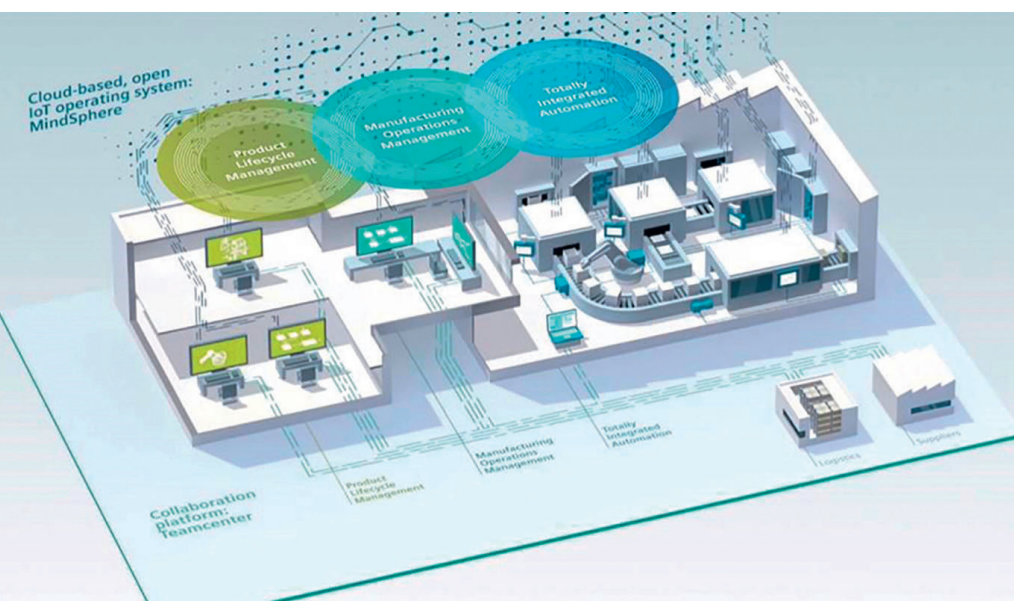 Cloud-based, open
IoT operating system:
MindSphere
Product
Lifecycle
Management
Manufacturing
Operations
Management
Totally
Integrated
Automation
Product
Lifecycle
Management
Manufacturing
Operations
Management
Totally
Integrated
Automation
Logistics
Suppliers
Collaboration
platform:
Teamcenter